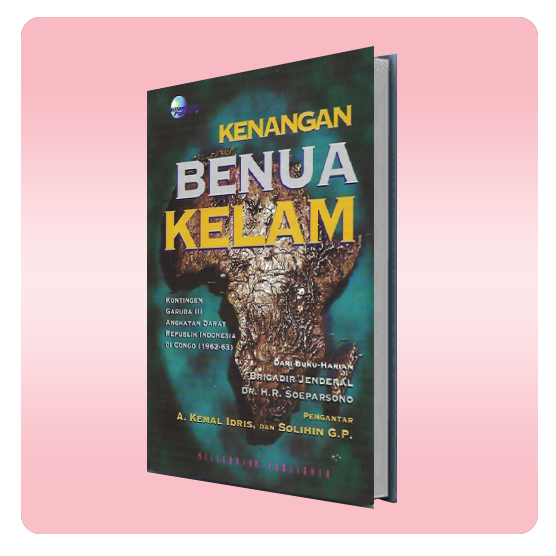 KENANGAN
BENUA
KELAM
KONTINGEN
GARUDA III
ANGKATAN DARAT
REPUBLIK INDONESIA
DI CONGO (1962-63)
DARI BUKU-HARIAN
BRIGADIR JENDERAL
DR. H.R. SOEPARSONO
PENGANTAR
A. KEMAL IDRIS, DAN SOLIHIN G.P.
MILLENNIUM PUBLISHER